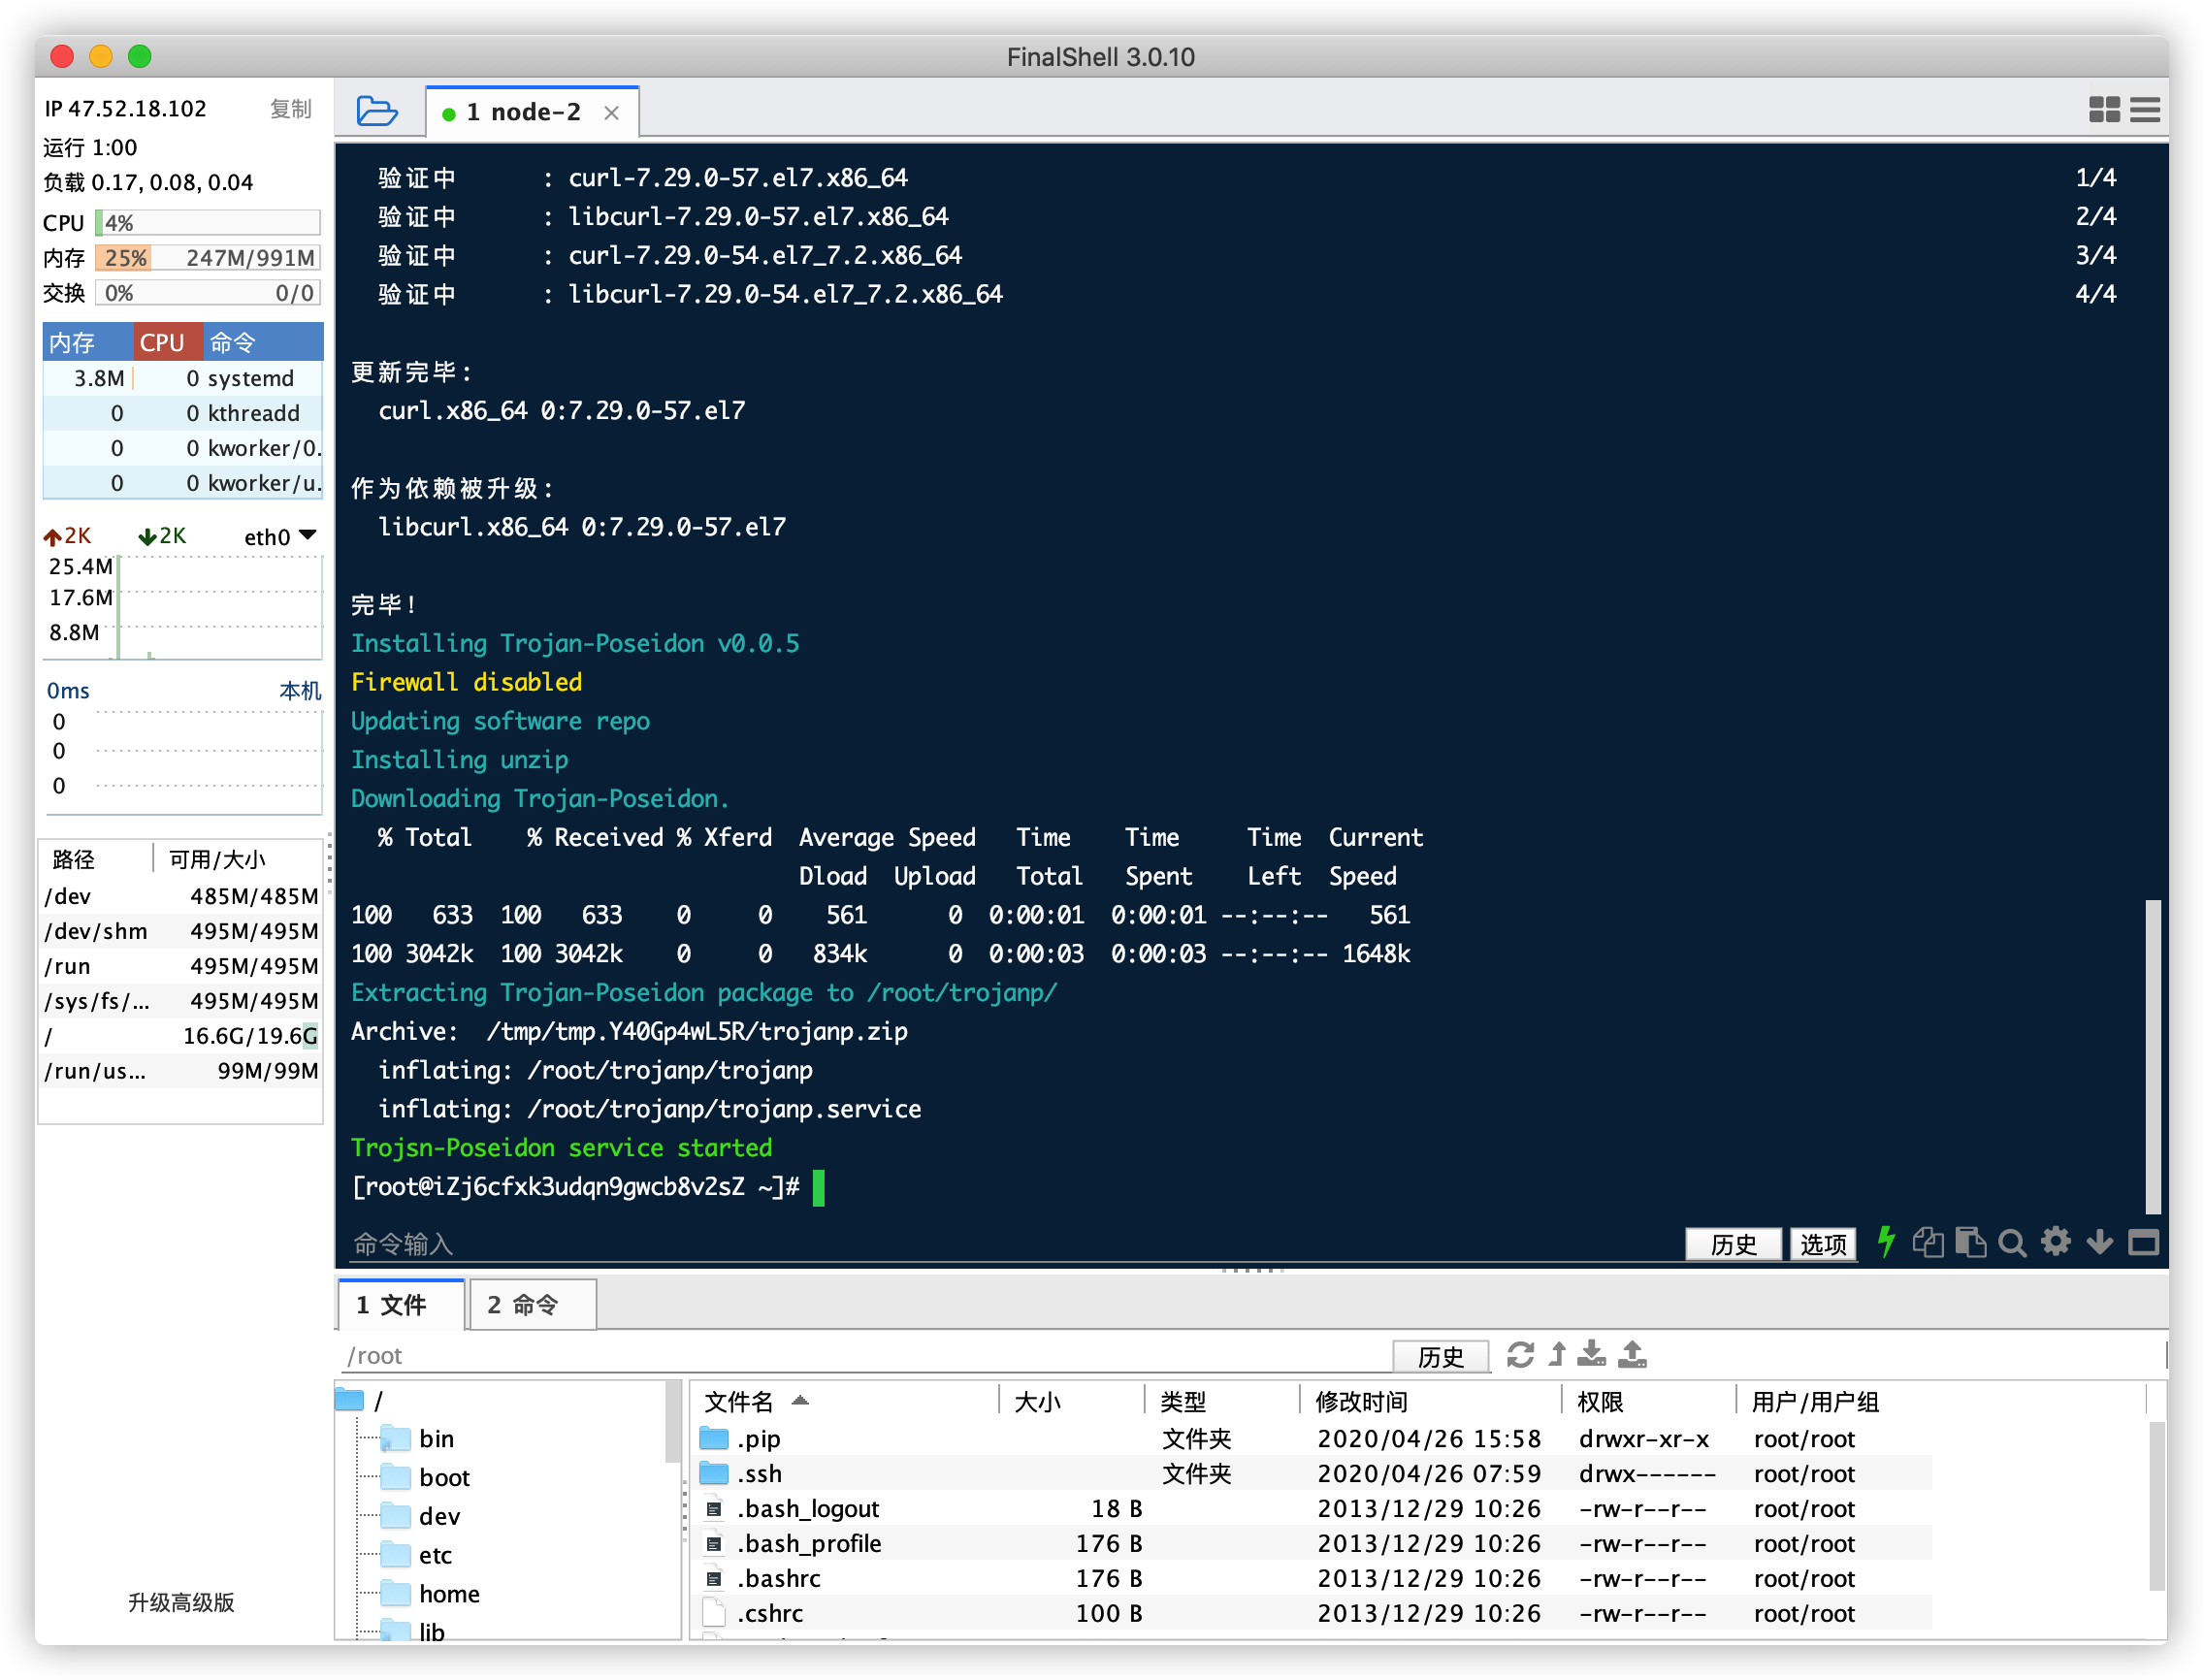 FinalShell 3.0.10
IP 47.52.18.102 复制
运行 1:00
负载 0.17, 0.08, 0.04
CPU 4%
内存 25% 247M/991M
交换 0% 0/0
内存 CPU 命令
3.8M 0 systemd
0 0 kthreadd
0 0 kworker/0.
0 0 kworker/u.
2K 2K eth0
25.4M
17.6M
8.8M
0ms 本机
0
0
0
路径 可用/大小
/dev 485M/485M
/dev/shm 495M/495M
/run 495M/495M
/sys/fs/... 495M/495M
/ 16.6G/19.6G
/run/us... 99M/99M
升级高级版
1 node-2
验证中 : curl-7.29.0-57.el7.x86_64 1/4
验证中 : libcurl-7.29.0-57.el7.x86_64 2/4
验证中 : curl-7.29.0-54.el7_7.2.x86_64 3/4
验证中 : libcurl-7.29.0-54.el7_7.2.x86_64 4/4
更新完毕:
curl.x86_64 0:7.29.0-57.el7
作为依赖被升级:
libcurl.x86_64 0:7.29.0-57.el7
完毕!
Installing Trojan-Poseidon v0.0.5
Firewall disabled
Updating software repo
Installing unzip
Downloading Trojan-Poseidon.
% Total % Received % Xferd Average Speed Time Time Time Current
Dload Upload Total Spent Left Speed
100 633 100 633 0 0 561 0 0:00:01 0:00:01 --:--:-- 561
100 3042k 100 3042k 0 0 834k 0 0:00:03 0:00:03 --:--:-- 1648k
Extracting Trojan-Poseidon package to /root/trojanp/
Archive: /tmp/tmp.Y40Gp4wL5R/trojanp.zip
inflating: /root/trojanp/trojanp
inflating: /root/trojanp/trojanp.service
Trojsn-Poseidon service started
[root@iZj6cfxk3udqn9gwcb8v2sZ ~]#
命令输入 历史 选项
1 文件 2 命令
/root 历史
/
bin
boot
dev
etc
home
lib
文件名 大小 类型 修改时间 权限 用户/用户组
.pip 文件夹 2020/04/26 15:58 drwxr-xr-x root/root
.ssh 文件夹 2020/04/26 07:59 drwx------ root/root
.bash_logout 18 B 2013/12/29 10:26 -rw-r--r-- root/root
.bash_profile 176 B 2013/12/29 10:26 -rw-r--r-- root/root
.bashrc 176 B 2013/12/29 10:26 -rw-r--r-- root/root
.cshrc 100 B 2013/12/29 10:26 -rw-r--r-- root/root